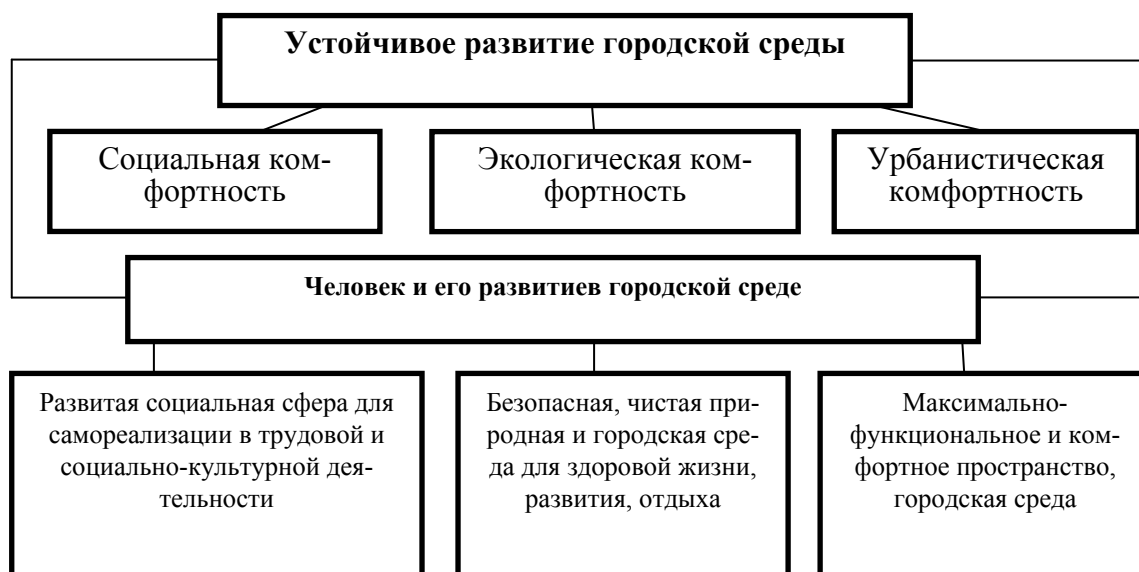 Устойчивое развитие городской среды
Социальная ком-
фортность
Экологическая ком-
фортность
Урбанистическая
комфортность
Человек и его развитиев городской среде
Развитая социальная сфера для
самореализации в трудовой и
социально-культурной дея-
тельности
Безопасная, чистая при-
родная и городская сре-
да для здоровой жизни,
развития, отдыха
Максимально-
функциональное и ком-
фортное пространство,
городская среда